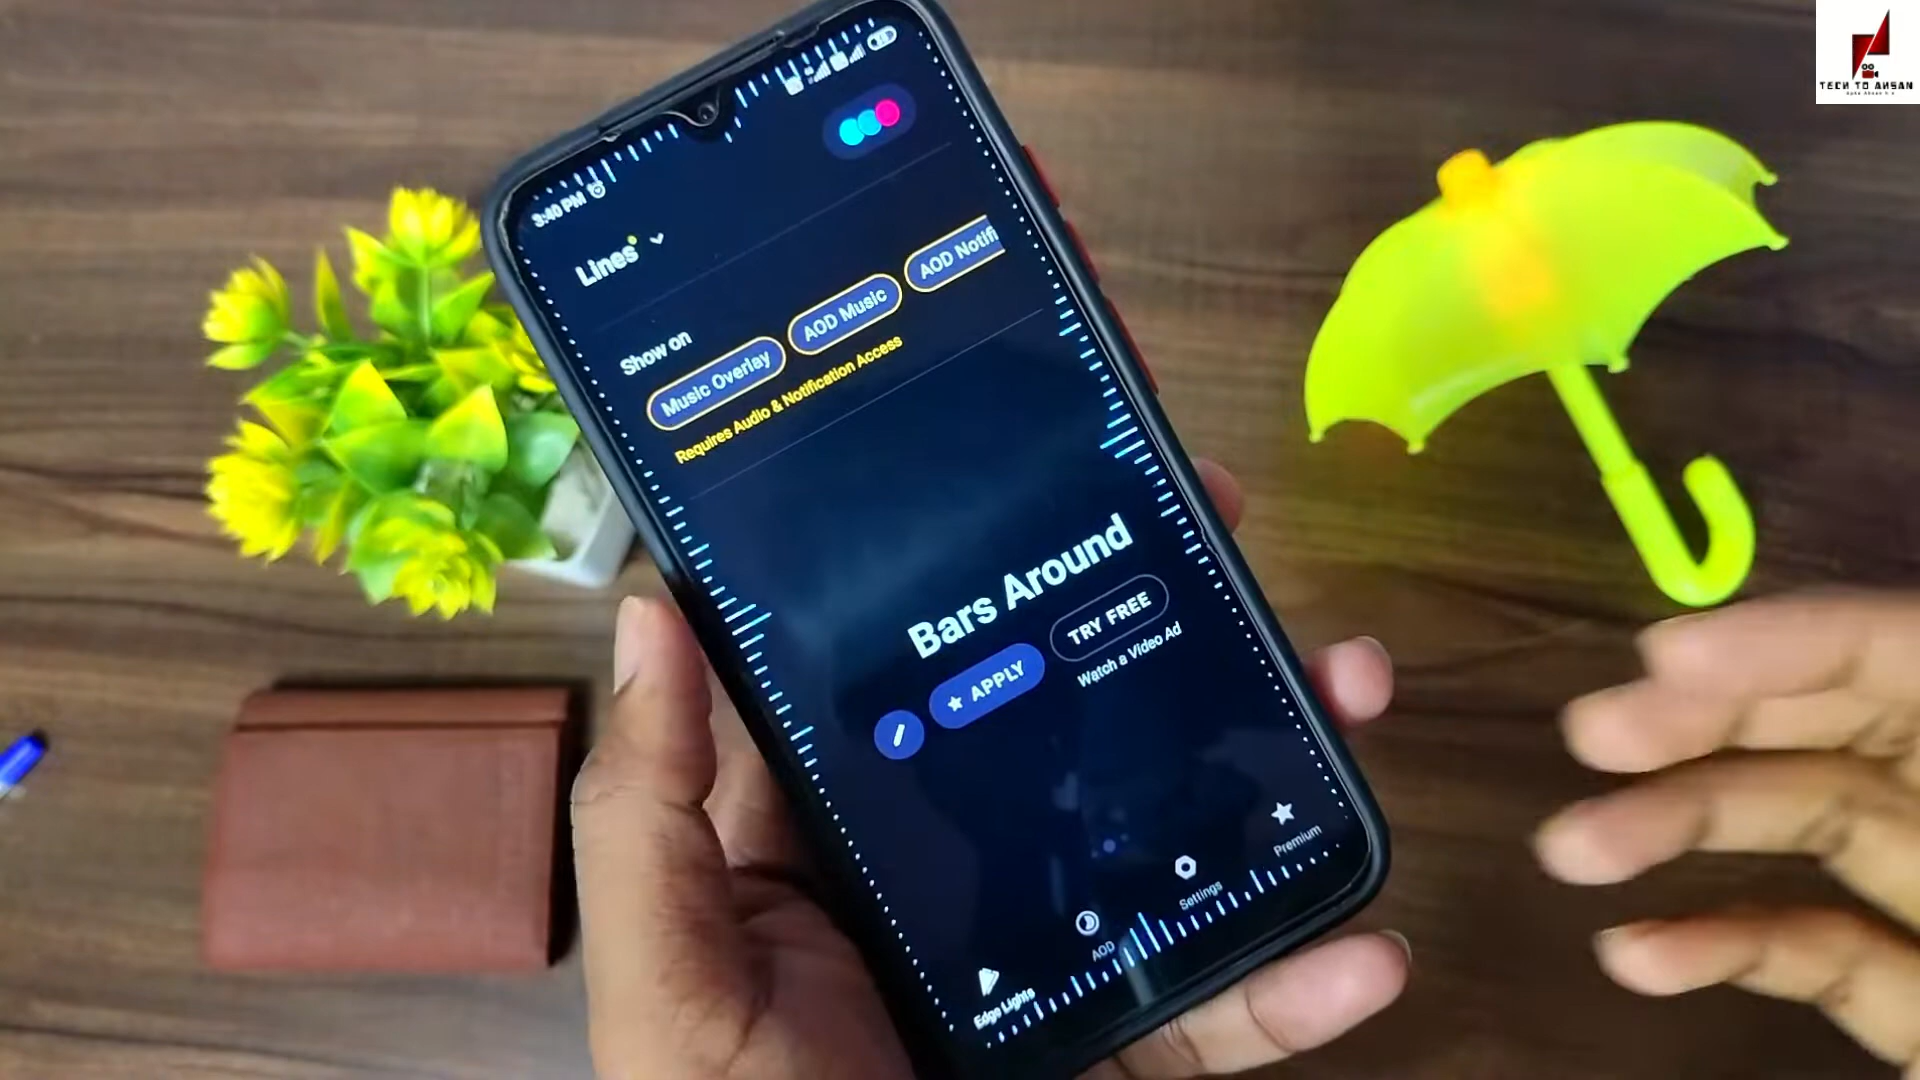 TECH TO AHSAN
3:40 PM
Lines
Show on
Music Overlay
AOD Music
AOD Notifi
Requires Audio & Notification Access
Bars Around
APPLY
TRY FREE
Watch a Video Ad
Edge Lights
AOD
Settings
Premium